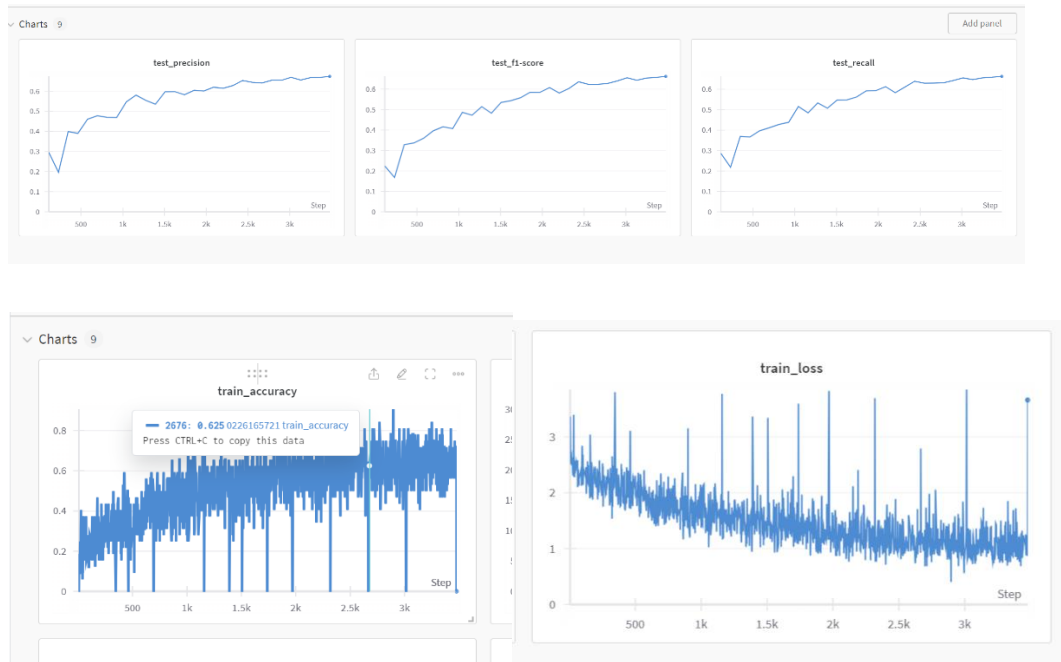 Charts 9
Add panel
test_precision
0.6
0.5
0.4
0.3
0.2
0.1
0
Step
500 1k 1.5k 2k 2.5k 3k
test_f1-score
0.6
0.5
0.4
0.3
0.2
0.1
0
Step
500 1k 1.5k 2k 2.5k 3k
test_recall
0.6
0.5
0.4
0.3
0.2
0.1
0
Step
500 1k 1.5k 2k 2.5k 3k
Charts 9
train_accuracy
2676: 0.6250226165721 train_accuracy
Press CTRL+C to copy this data
0.8
0.6
0.4
0.2
0
Step
500 1k 1.5k 2k 2.5k 3k
train_loss
3
2
1
0
Step
500 1k 1.5k 2k 2.5k 3k